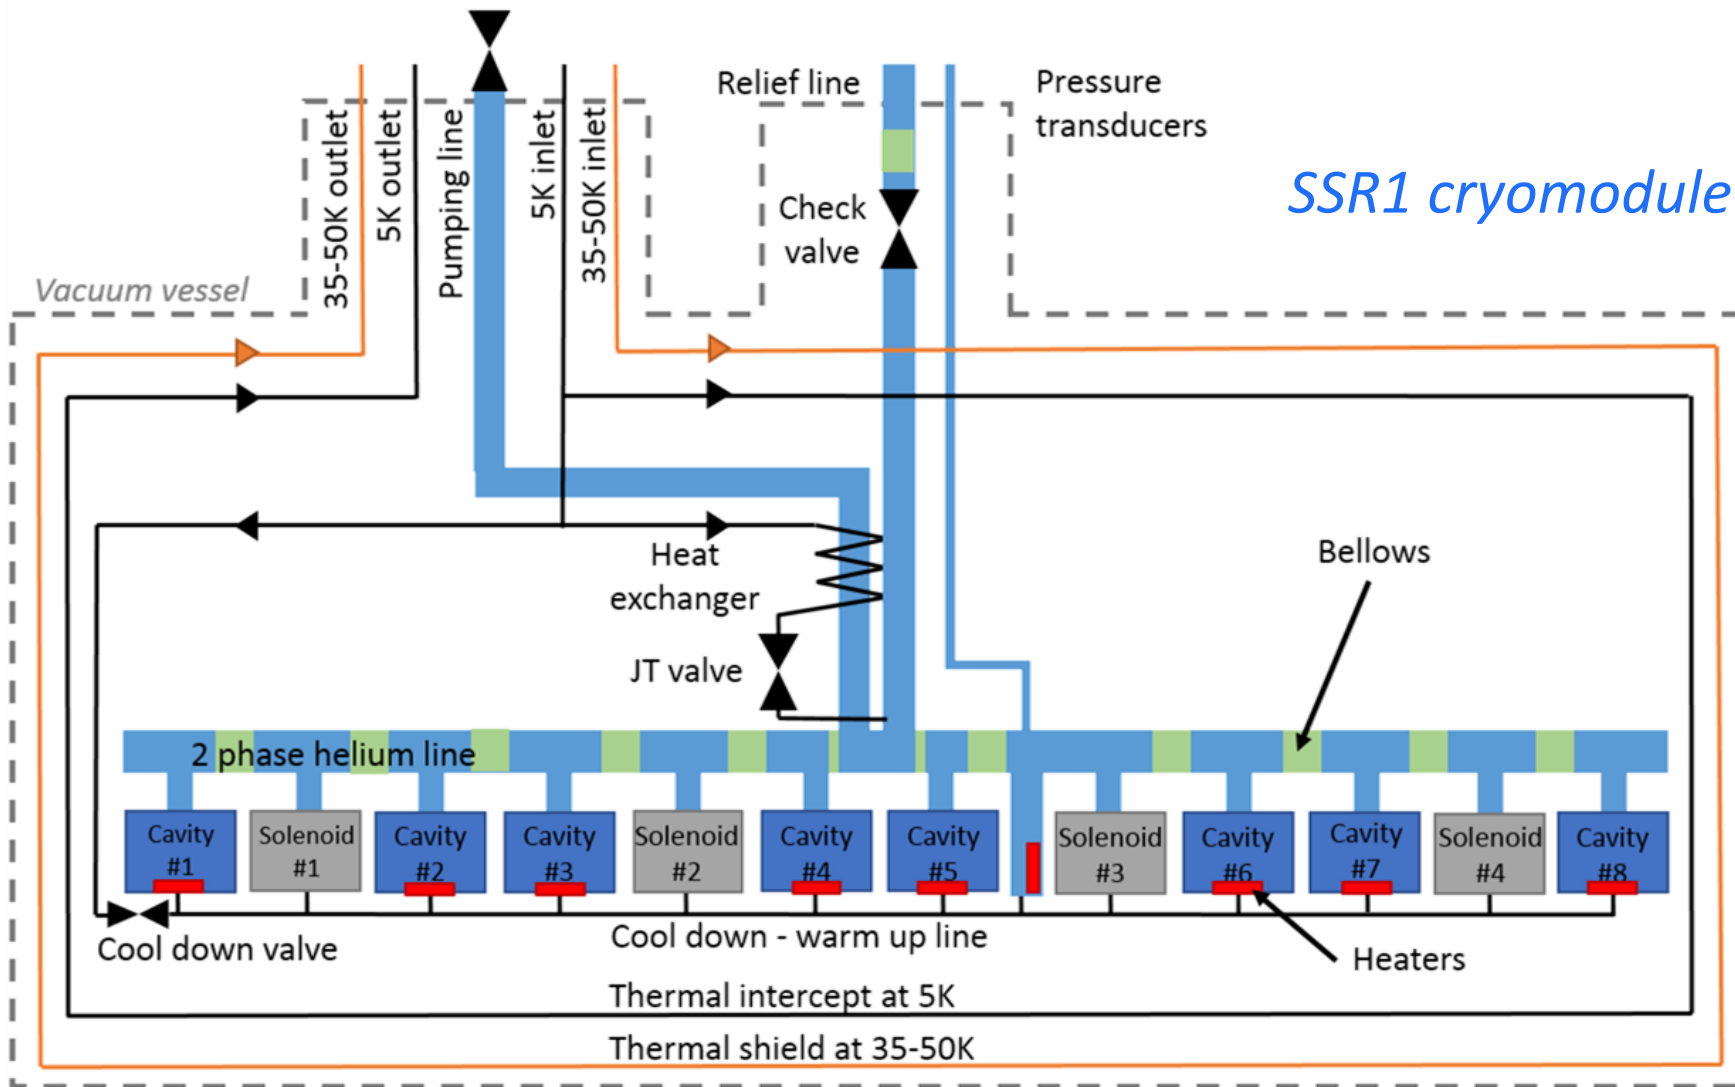 35-50K outlet
5K outlet
Pumping line
5K inlet
35-50K inlet
Relief line
Pressure
transducers
Check
valve
SSR1 cryomodule
Vacuum vessel
Heat
exchanger
JT valve
Bellows
2 phase helium line
Cavity
#1
Solenoid
#1
Cavity
#2
Cavity
#3
Solenoid
#2
Cavity
#4
Cavity
#5
Solenoid
#3
Cavity
#6
Cavity
#7
Solenoid
#4
Cavity
#8
Cool down valve
Cool down - warm up line
Heaters
Thermal intercept at 5K
Thermal shield at 35-50K